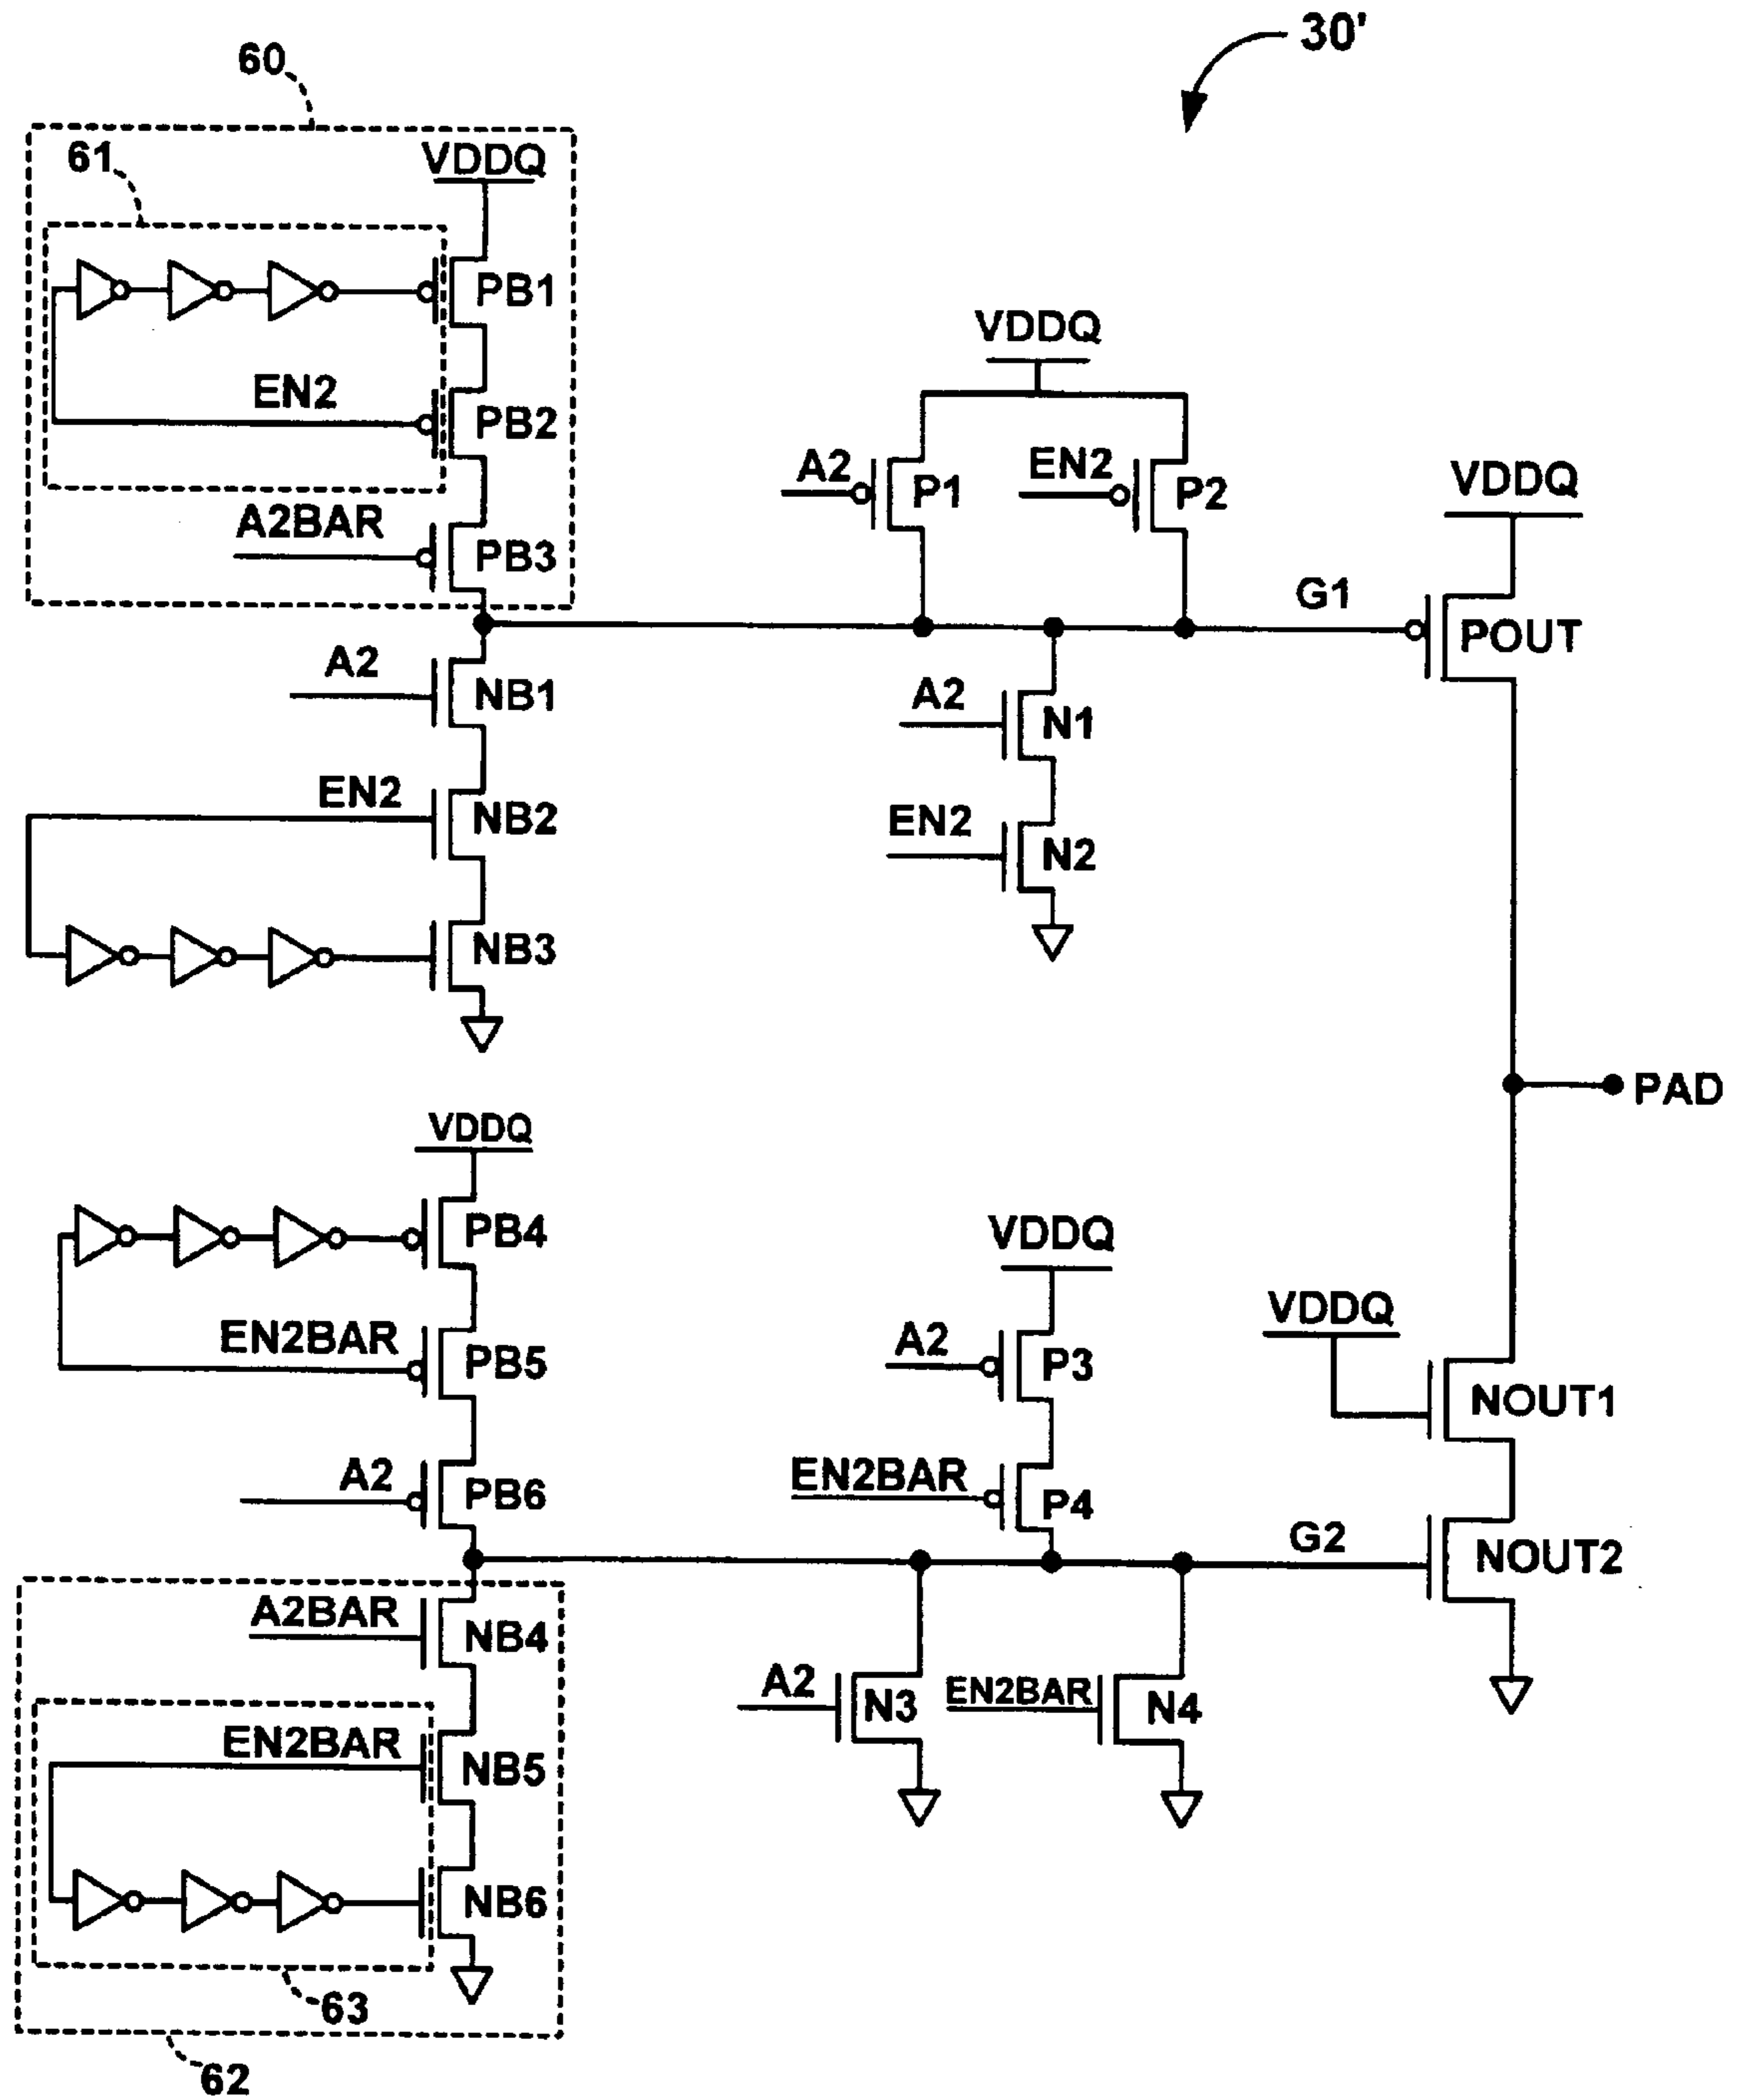 30'
60
61
VDDQ
PB1
EN2
PB2
A2BAR
PB3
A2
NB1
EN2
NB2
NB3
VDDQ
A2
P1
EN2
P2
G1
VDDQ
POUT
A2
N1
EN2
N2
PAD
VDDQ
PB4
EN2BAR
PB5
A2
PB6
A2BAR
NB4
EN2BAR
NB5
NB6
63
62
VDDQ
A2
P3
EN2BAR
P4
G2
A2
N3
EN2BAR
N4
VDDQ
NOUT1
NOUT2